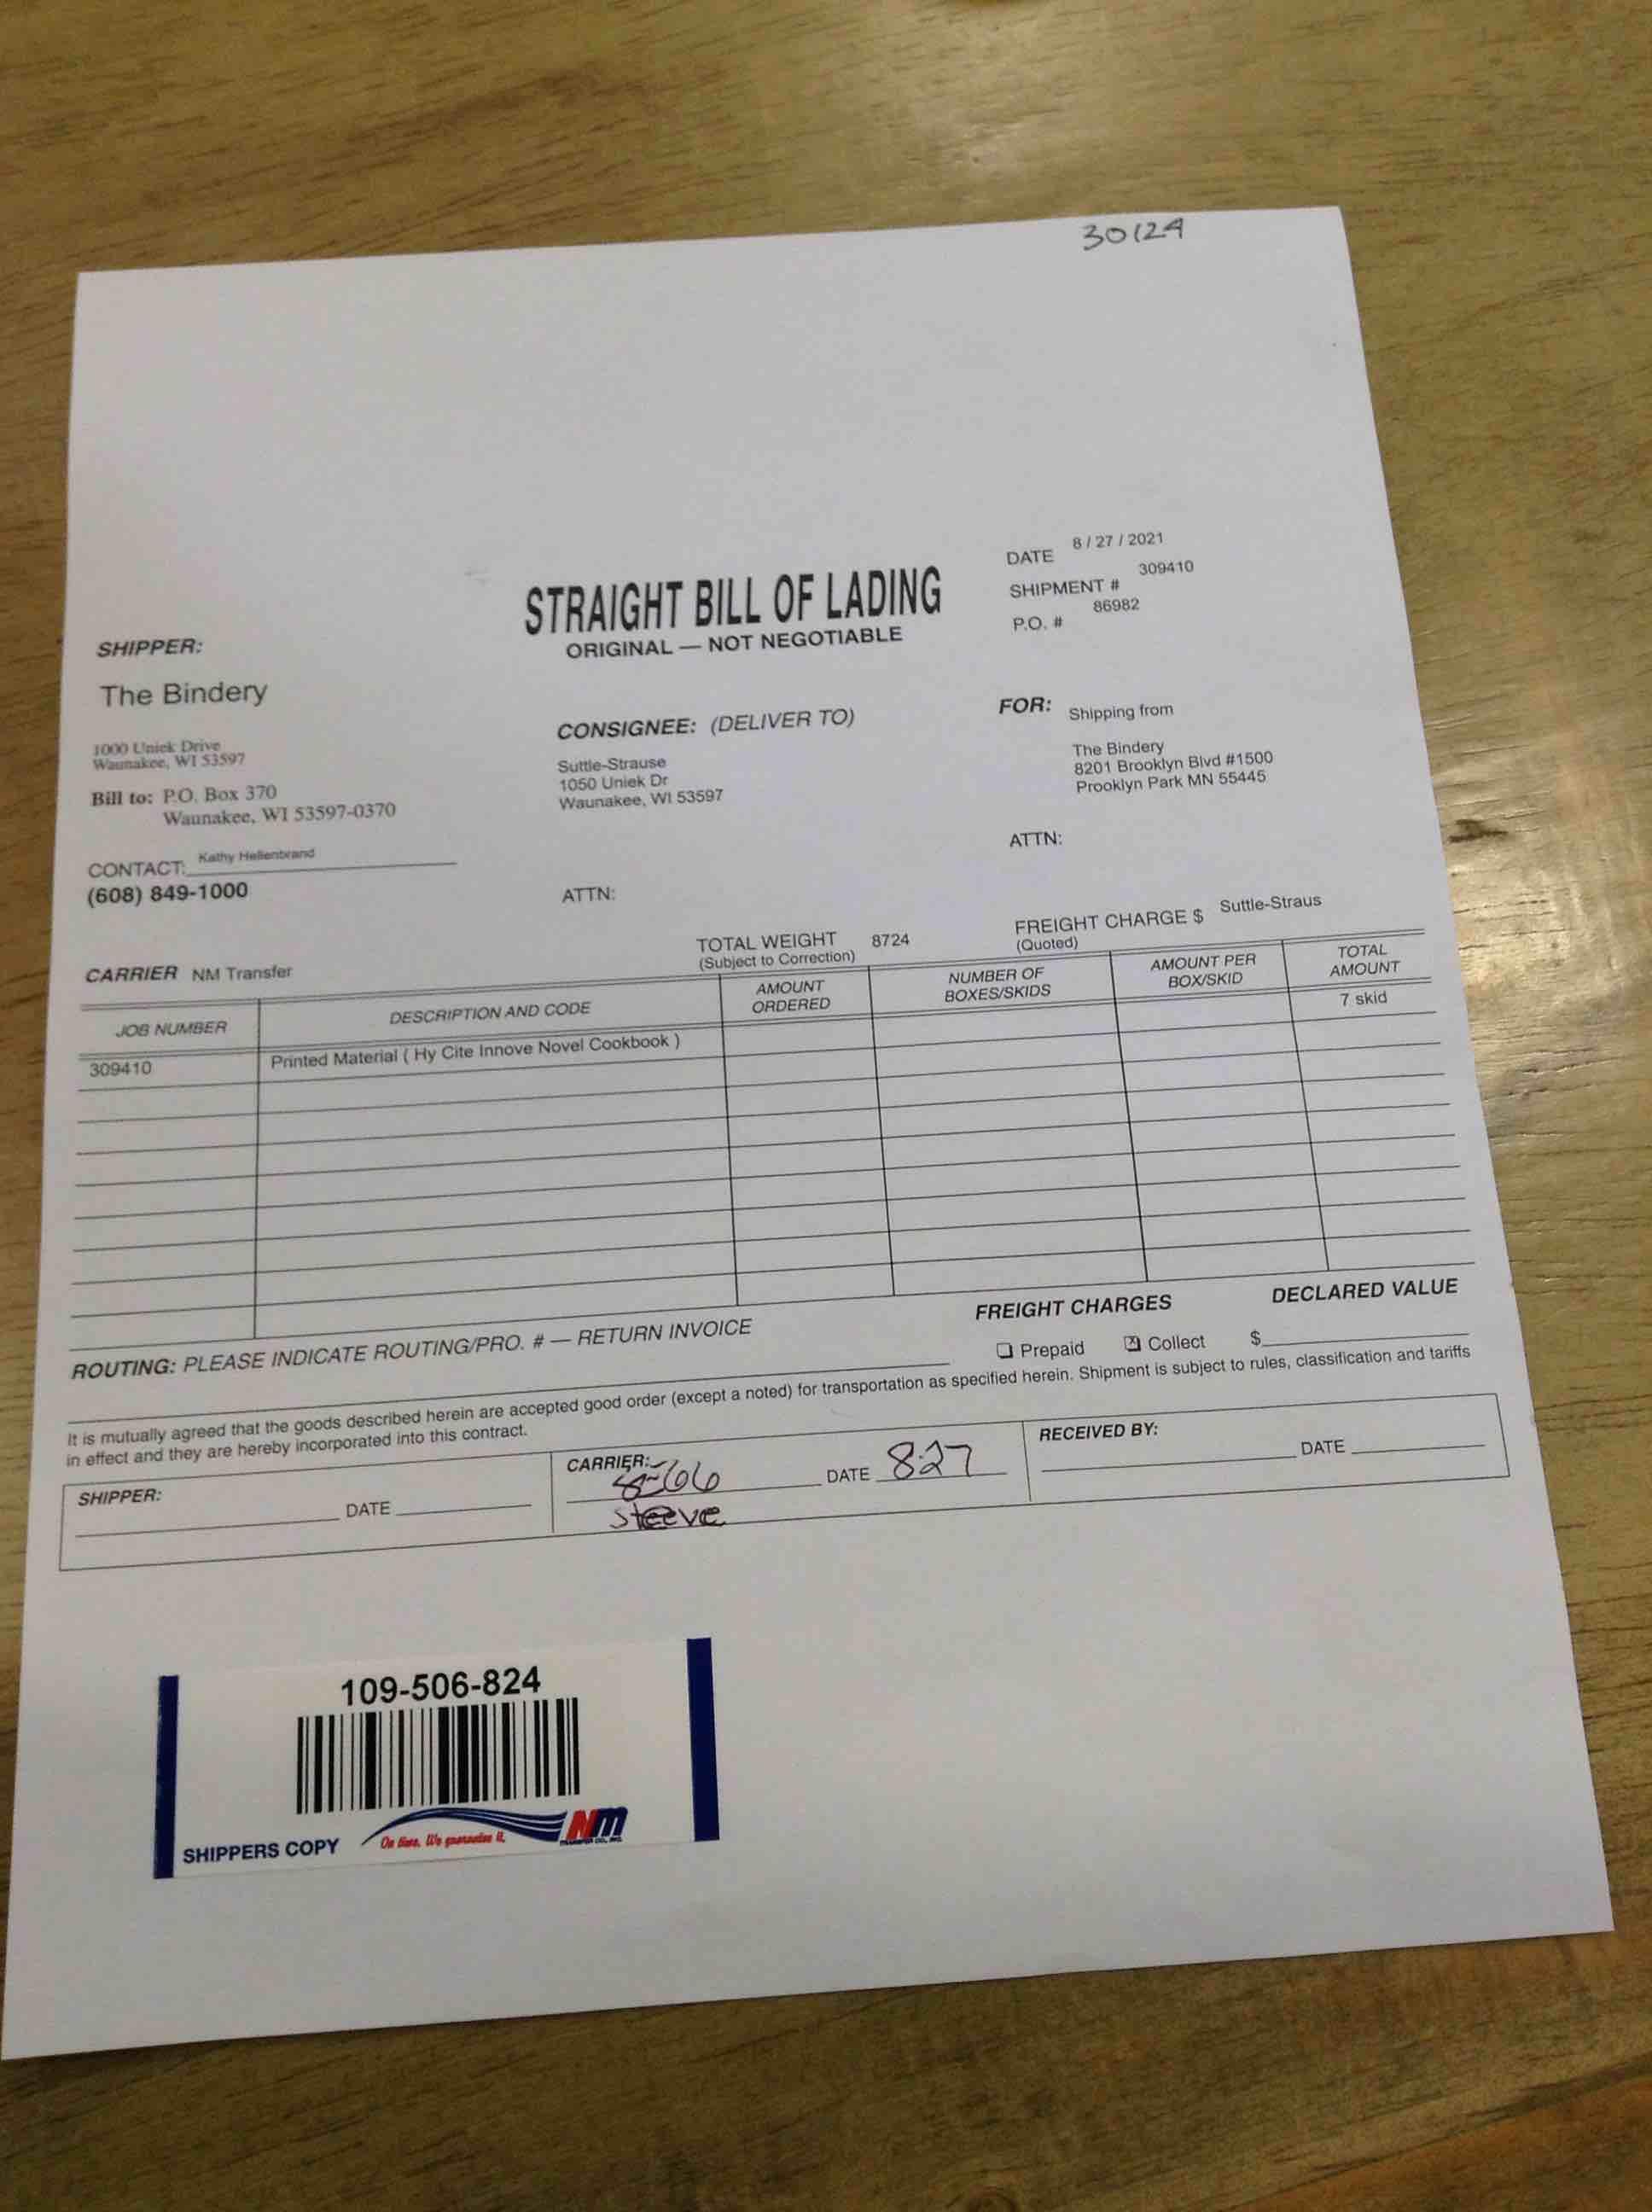 30124
STRAIGHT BILL OF LADING
ORIGINAL — NOT NEGOTIABLE
DATE 8 / 27 / 2021
SHIPMENT # 309410
P.O. # 86982
SHIPPER:
The Bindery
1000 Uniek Drive
Waunakee, WI 53597
Bill to: P.O. Box 370
Waunakee, WI 53597-0370
CONTACT: Kathy Hellenbrand
(608) 849-1000
CONSIGNEE: (DELIVER TO)
Suttle-Strause
1050 Uniek Dr
Waunakee, WI 53597
ATTN:
FOR: Shipping from
The Bindery
8201 Brooklyn Blvd #1500
Prooklyn Park MN 55445
ATTN:
CARRIER NM Transfer
TOTAL WEIGHT 8724
(Subject to Correction)
FREIGHT CHARGE $ Suttle-Straus
(Quoted)
JOB NUMBER DESCRIPTION AND CODE AMOUNT ORDERED NUMBER OF BOXES/SKIDS AMOUNT PER BOX/SKID TOTAL AMOUNT
309410 Printed Material ( Hy Cite Innove Novel Cookbook ) 7 skid
ROUTING: PLEASE INDICATE ROUTING/PRO. # — RETURN INVOICE
FREIGHT CHARGES DECLARED VALUE
Prepaid Collect $
It is mutually agreed that the goods described herein are accepted good order (except a noted) for transportation as specified herein. Shipment is subject to rules, classification and tariffs
in effect and they are hereby incorporated into this contract.
SHIPPER: DATE
CARRIER: DATE 8-27
Steeve
RECEIVED BY: DATE
109-506-824
SHIPPERS COPY On time. We guarantee it. NM
TRANSFER CO., INC.